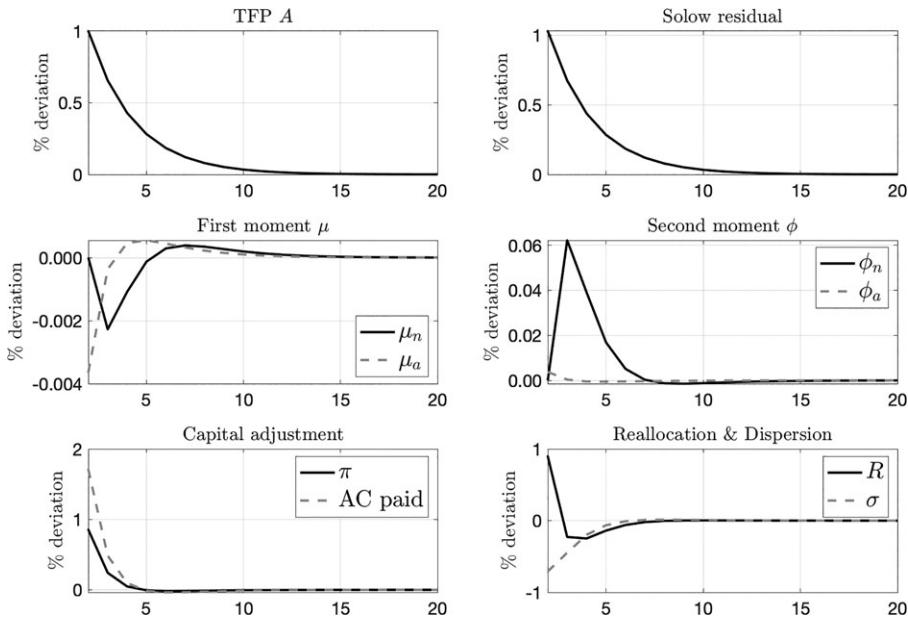 TFP A
% deviation
1
0.5
0
5 10 15 20
Solow residual
% deviation
1
0.5
0
5 10 15 20
First moment μ
% deviation
0.000
-0.002
-0.004
μn
μa
5 10 15 20
Second moment ϕ
% deviation
0.06
0.04
0.02
0.00
ϕn
ϕa
5 10 15 20
Capital adjustment
% deviation
2
1
0
π
AC paid
5 10 15 20
Reallocation & Dispersion
% deviation
1
0
-1
R
σ
5 10 15 20